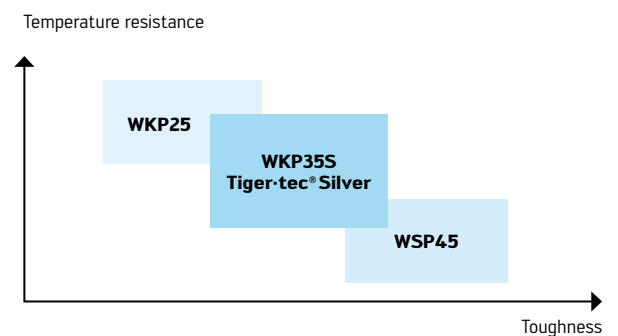 Temperature resistance
WKP25
WKP35S
Tiger·tec® Silver
WSP45
Toughness